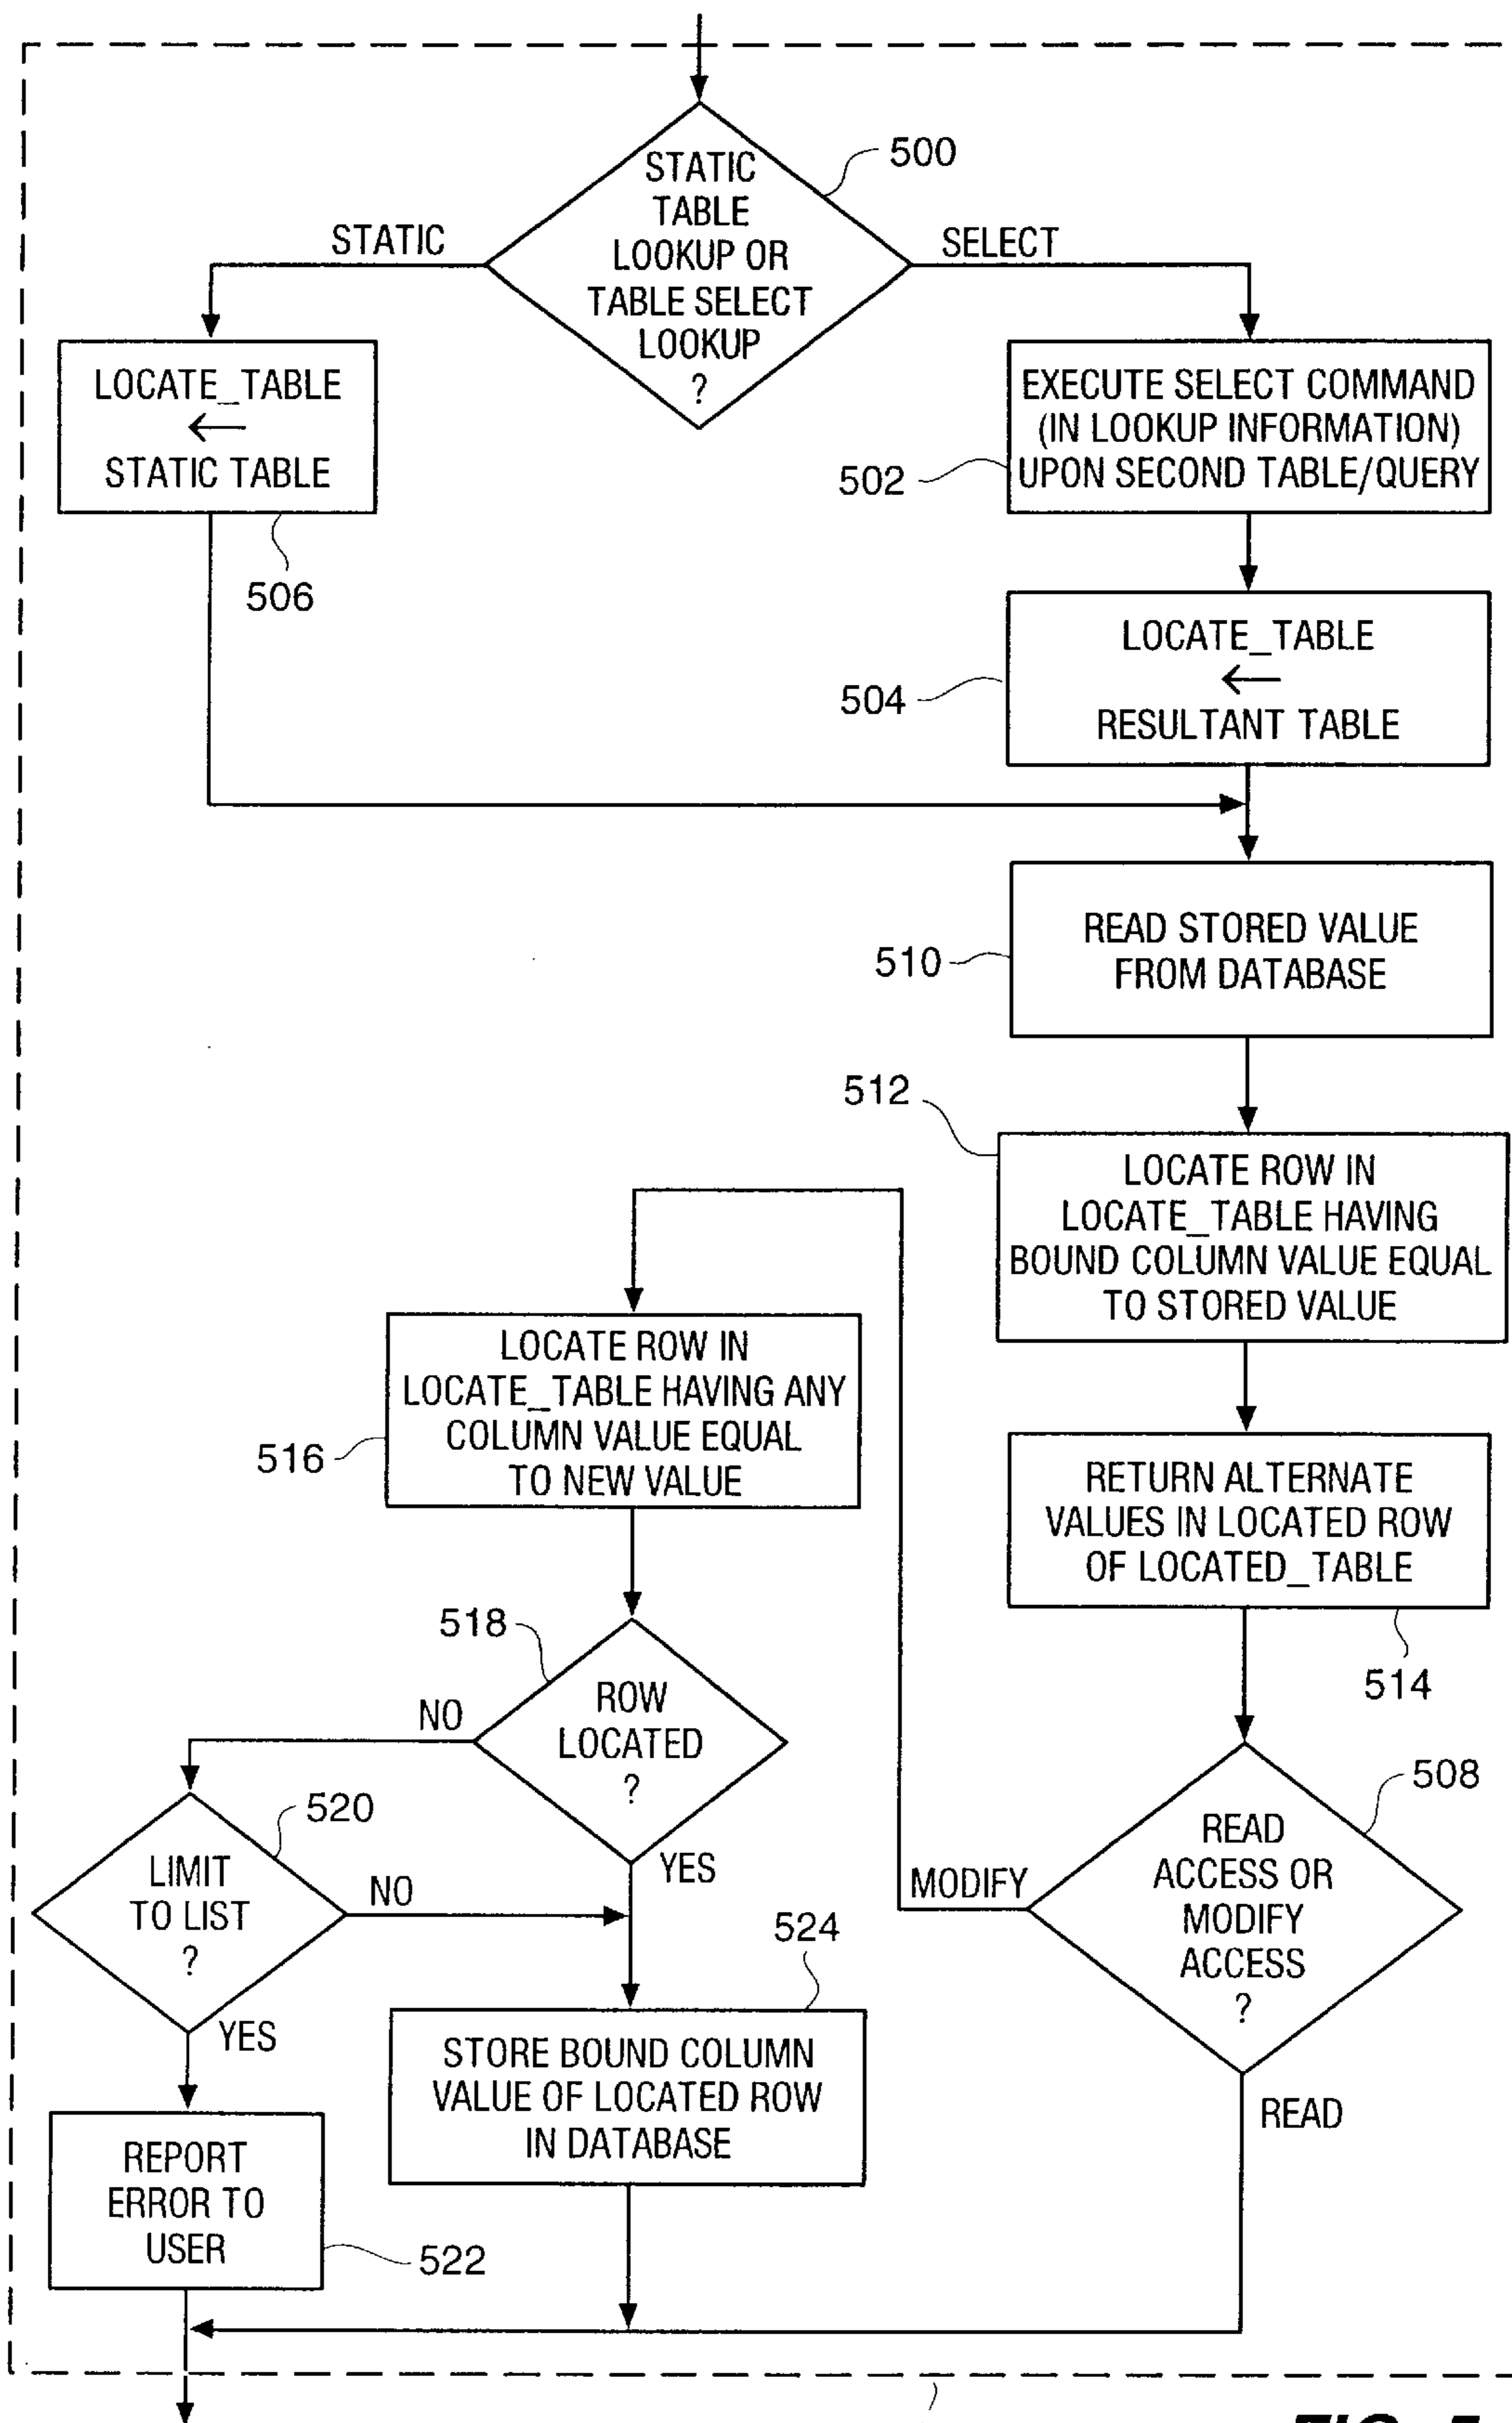 500
STATIC
TABLE
LOOKUP OR
TABLE SELECT
LOOKUP
?
STATIC
SELECT
LOCATE_TABLE
←
STATIC TABLE
506
EXECUTE SELECT COMMAND
(IN LOOKUP INFORMATION)
UPON SECOND TABLE/QUERY
502
LOCATE_TABLE
←
RESULTANT TABLE
504
READ STORED VALUE
FROM DATABASE
510
512
LOCATE ROW IN
LOCATE_TABLE HAVING
BOUND COLUMN VALUE EQUAL
TO STORED VALUE
LOCATE ROW IN
LOCATE_TABLE HAVING ANY
COLUMN VALUE EQUAL
TO NEW VALUE
516
RETURN ALTERNATE
VALUES IN LOCATED ROW
OF LOCATED_TABLE
514
518
ROW
LOCATED
?
NO
YES
508
READ
ACCESS OR
MODIFY
ACCESS
?
MODIFY
READ
520
LIMIT
TO LIST
?
NO
YES
524
STORE BOUND COLUMN
VALUE OF LOCATED ROW
IN DATABASE
REPORT
ERROR TO
USER
522